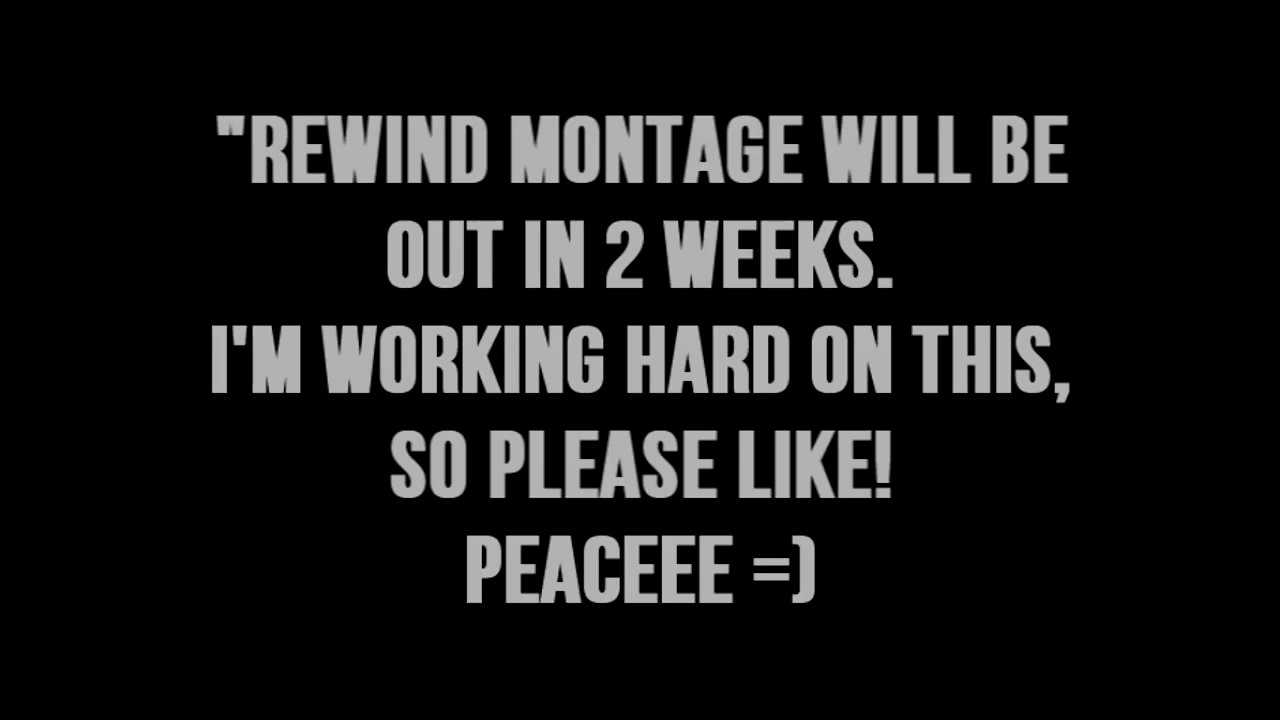 "REWIND MONTAGE WILL BE
OUT IN 2 WEEKS.
I'M WORKING HARD ON THIS,
SO PLEASE LIKE!
PEACEEE =)